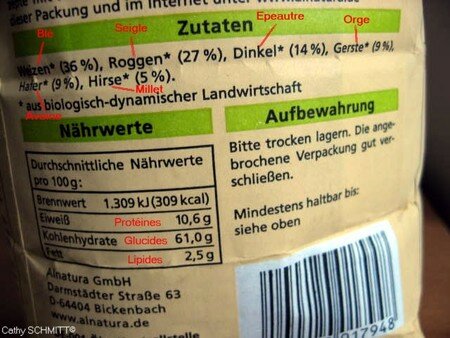 dieser Packung und im Internet unter www.alnatura.
Zutaten
Blé Seigle Epeautre Orge
Weizen* (36 %), Roggen* (27 %), Dinkel* (14 %), Gerste* (9 %),
Hafer* (9 %), Hirse* (5 %).
Avoine Millet
* aus biologisch-dynamischer Landwirtschaft
Nährwerte
Durchschnittliche Nährwerte
pro 100 g:
Brennwert 1.309 kJ (309 kcal)
Eiweiß Protéines 10,6 g
Kohlenhydrate Glucides 61,0 g
Fett Lipides 2,5 g
Alnatura GmbH
Darmstädter Straße 63
D-64404 Bickenbach
www.alnatura.de
Aufbewahrung
Bitte trocken lagern. Die ange-
brochene Verpackung gut ver-
schließen.
Mindestens haltbar bis:
siehe oben
017948
Cathy SCHMITT©